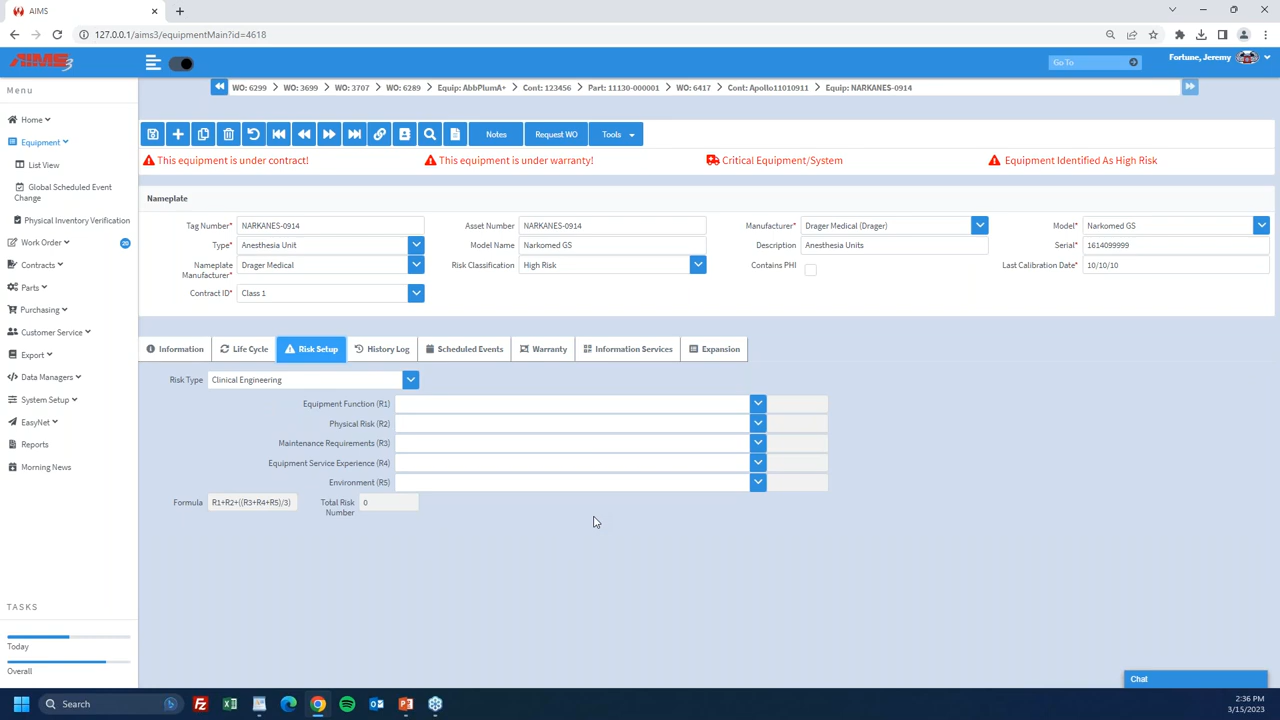 AIMS
127.0.0.1/aims3/equipmentMain?id=4618
AIMS 3
Go To
Fortune, Jeremy
Menu
WO: 6299 > WO: 3699 > WO: 3707 > WO: 6289 > Equip: AbbPlumA+ > Cont: 123456 > Part: 11130-000001 > WO: 6417 > Cont: Apollo11010911 > Equip: NARKANES-0914
Home
Equipment
List View
Global Scheduled Event
Change
Physical Inventory Verification
Work Order
20
Contracts
Parts
Purchasing
Customer Service
Export
Data Managers
System Setup
EasyNet
Reports
Morning News
TASKS
Today
Overall
Notes
Request WO
Tools
This equipment is under contract!
This equipment is under warranty!
Critical Equipment/System
Equipment Identified As High Risk
Nameplate
Tag Number* NARKANES-0914
Asset Number NARKANES-0914
Manufacturer* Drager Medical (Drager)
Model* Narkomed GS
Type* Anesthesia Unit
Model Name Narkomed GS
Description Anesthesia Units
Serial* 1614099999
Nameplate
Manufacturer* Drager Medical
Risk Classification High Risk
Contains PHI
Last Calibration Date* 10/10/10
Contract ID* Class 1
Information
Life Cycle
Risk Setup
History Log
Scheduled Events
Warranty
Information Services
Expansion
Risk Type Clinical Engineering
Equipment Function (R1)
Physical Risk (R2)
Maintenance Requirements (R3)
Equipment Service Experience (R4)
Environment (R5)
Formula R1+R2+((R3+R4+R5)/3)
Total Risk
Number
0
Chat
Search
2:36 PM
3/15/2023